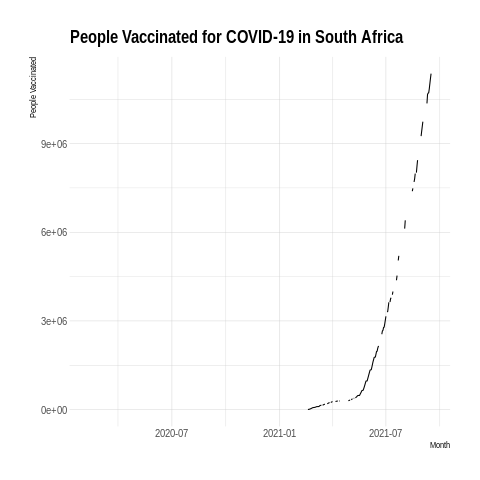 People Vaccinated for COVID-19 in South Africa
People Vaccinated
9e+06
6e+06
3e+06
0e+00
2020-07 2021-01 2021-07
Month